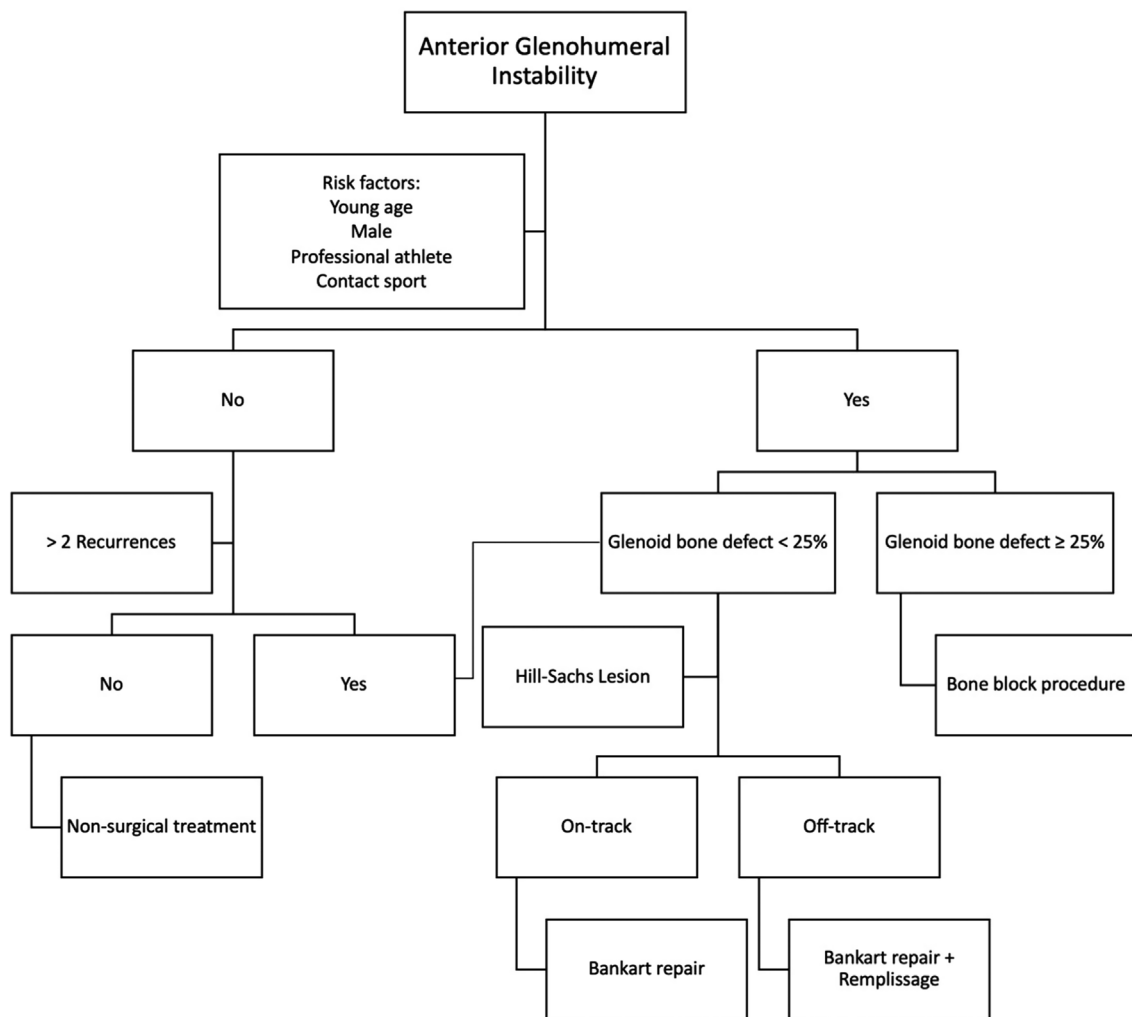 Anterior Glenohumeral
Instability
Risk factors:
Young age
Male
Professional athlete
Contact sport
No
Yes
> 2 Recurrences
Glenoid bone defect < 25%
Glenoid bone defect ≥ 25%
No
Yes
Hill-Sachs Lesion
Bone block procedure
Non-surgical treatment
On-track
Off-track
Bankart repair
Bankart repair +
Remplissage